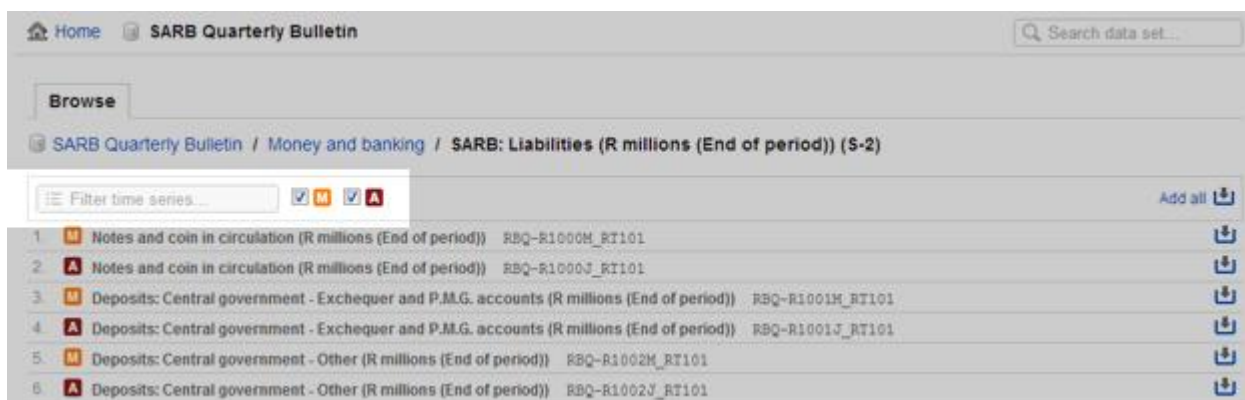 Home SARB Quarterly Bulletin Search data set...
Browse
SARB Quarterly Bulletin / Money and banking / SARB: Liabilities (R millions (End of period)) (S-2)
Filter time series... M A Add all
1. M Notes and coin in circulation (R millions (End of period)) RBQ-R1000M_RT101
2. A Notes and coin in circulation (R millions (End of period)) RBQ-R1000J_RT101
3. M Deposits: Central government - Exchequer and P.M.G. accounts (R millions (End of period)) RBQ-R1001M_RT101
4. A Deposits: Central government - Exchequer and P.M.G. accounts (R millions (End of period)) RBQ-R1001J_RT101
5. M Deposits: Central government - Other (R millions (End of period)) RBQ-R1002M_RT101
6. A Deposits: Central government - Other (R millions (End of period)) RBQ-R1002J_RT101